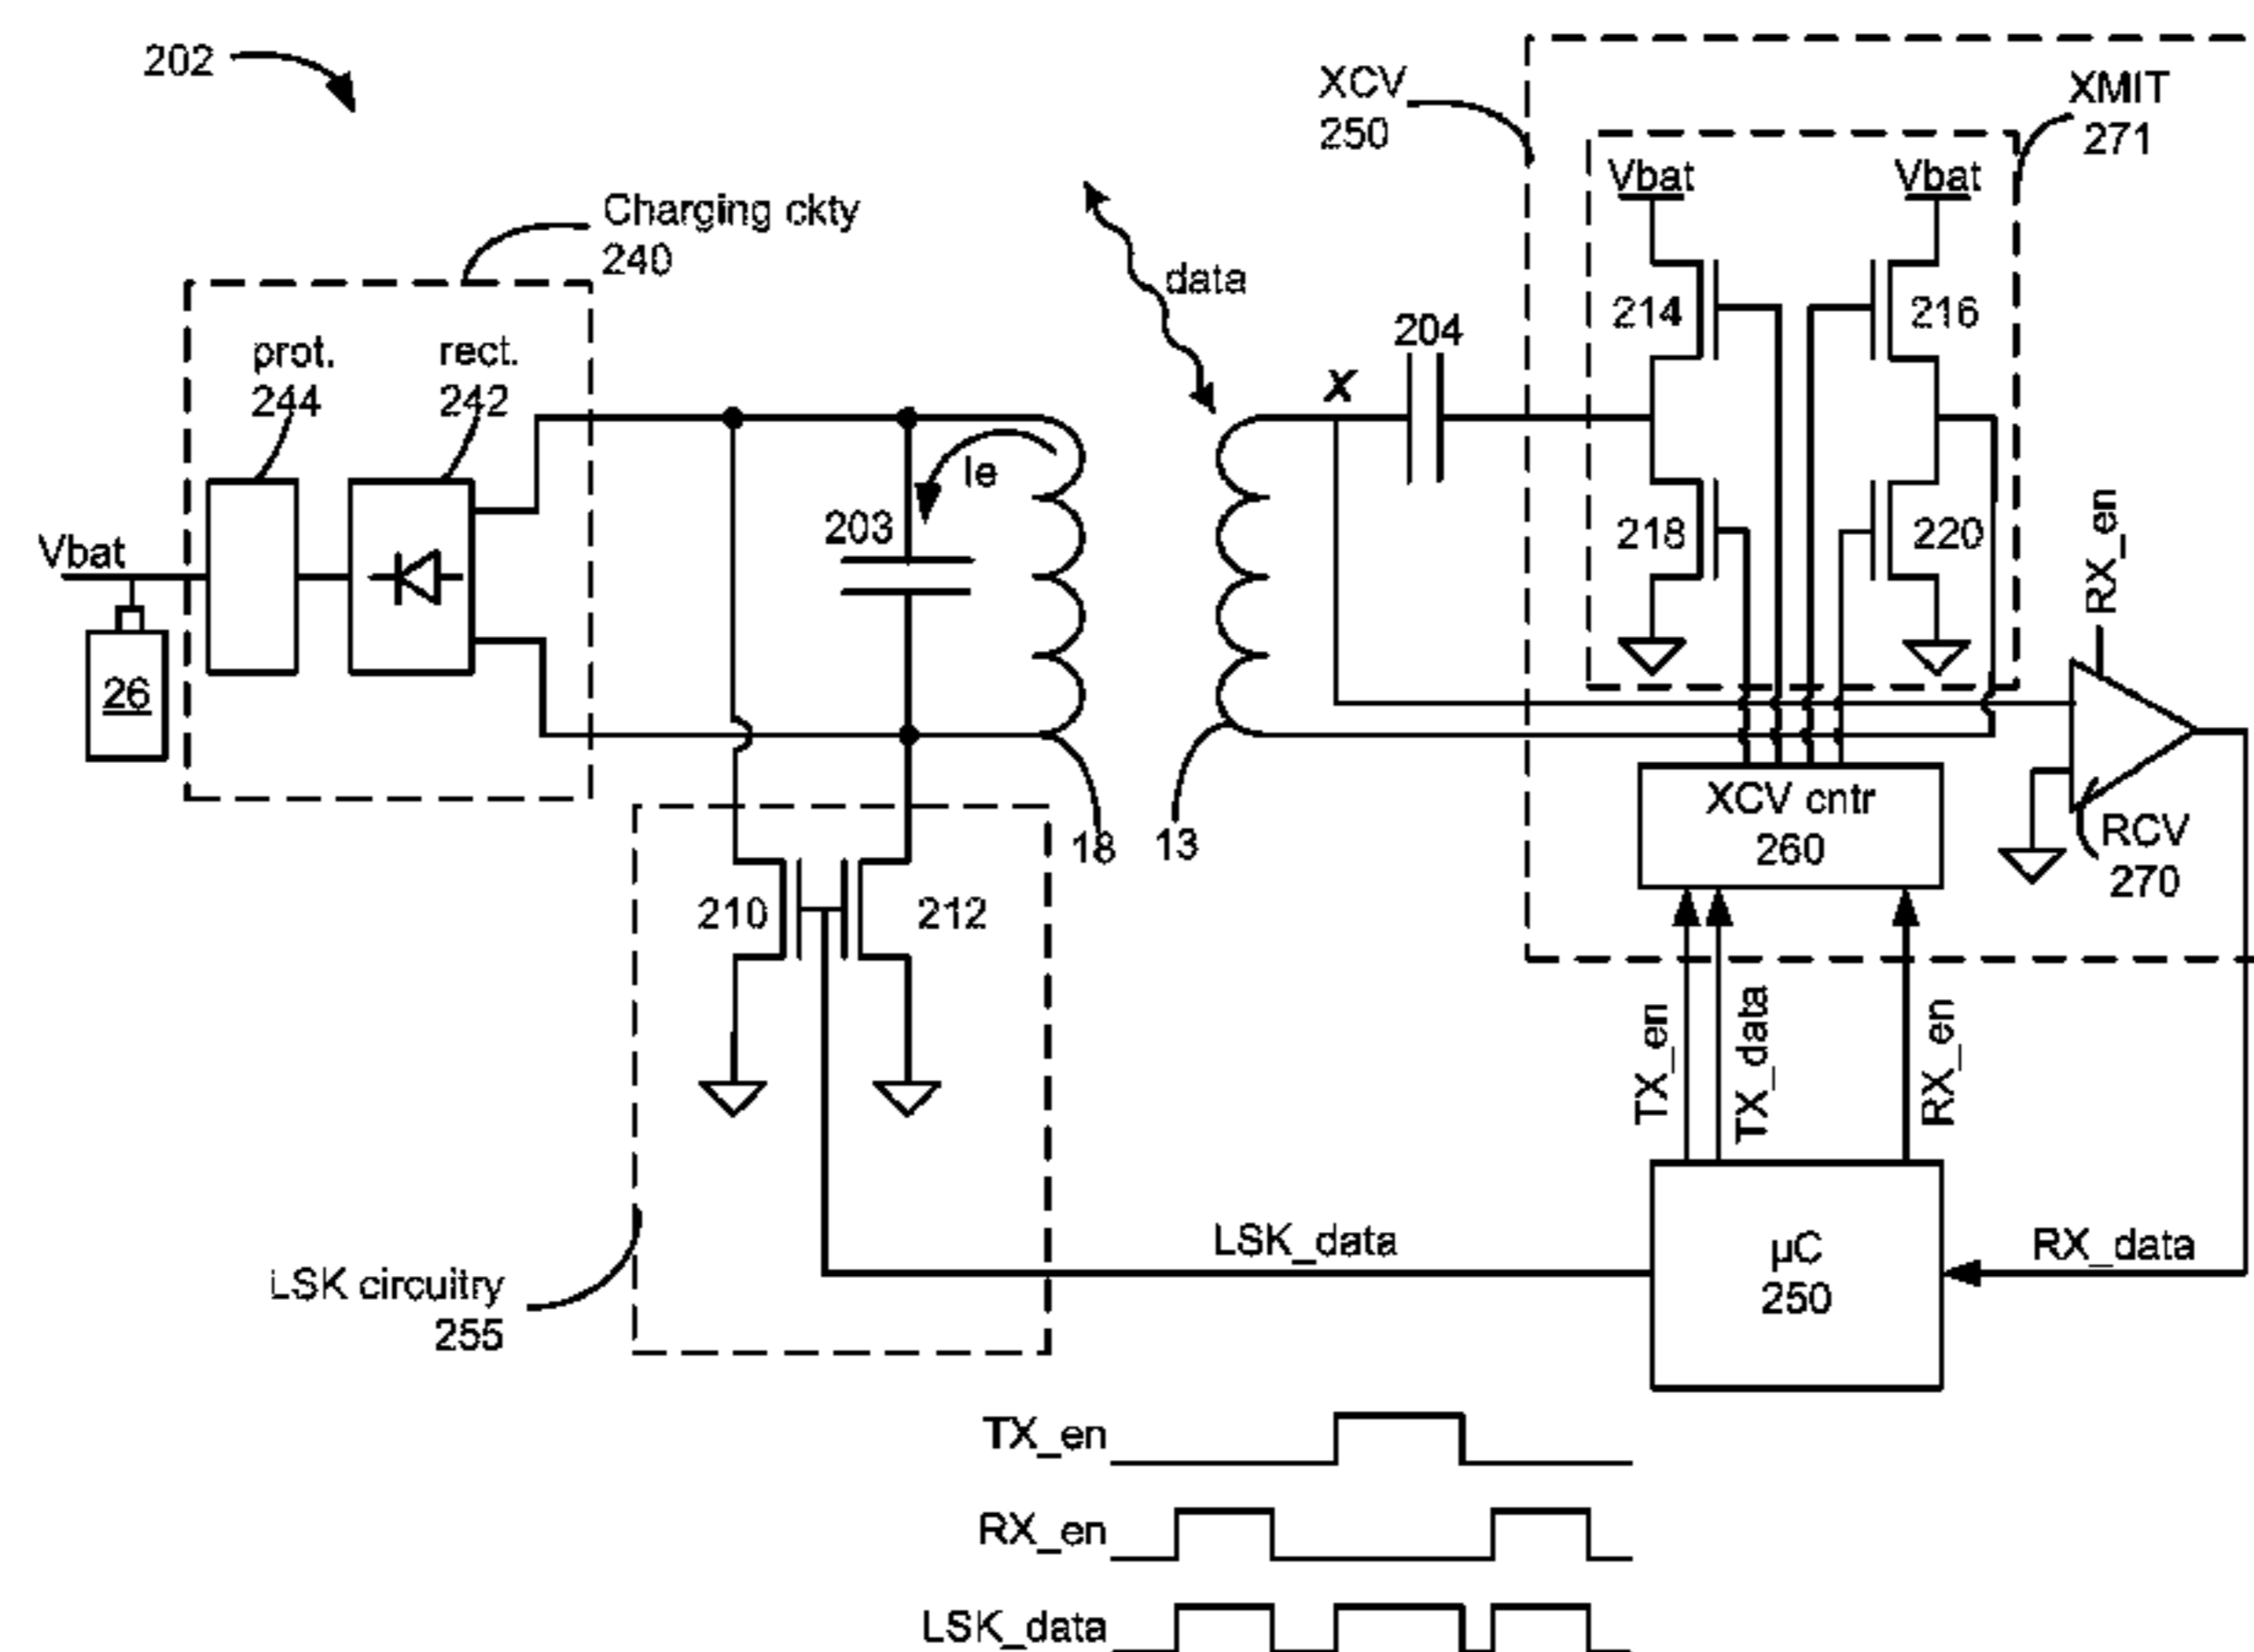 202
XCV
250
XMIT
271
Charging ckty
240
Vbat
Vbat
data
214
216
204
prot.
244
rect.
242
X
Ie
203
218
220
RX_en
Vbat
26
XCV cntr
260
RCV
270
18
13
210
212
TX_en
TX_data
RX_en
LSK_data
µC
250
RX_data
LSK circuitry
255
TX_en
RX_en
LSK_data